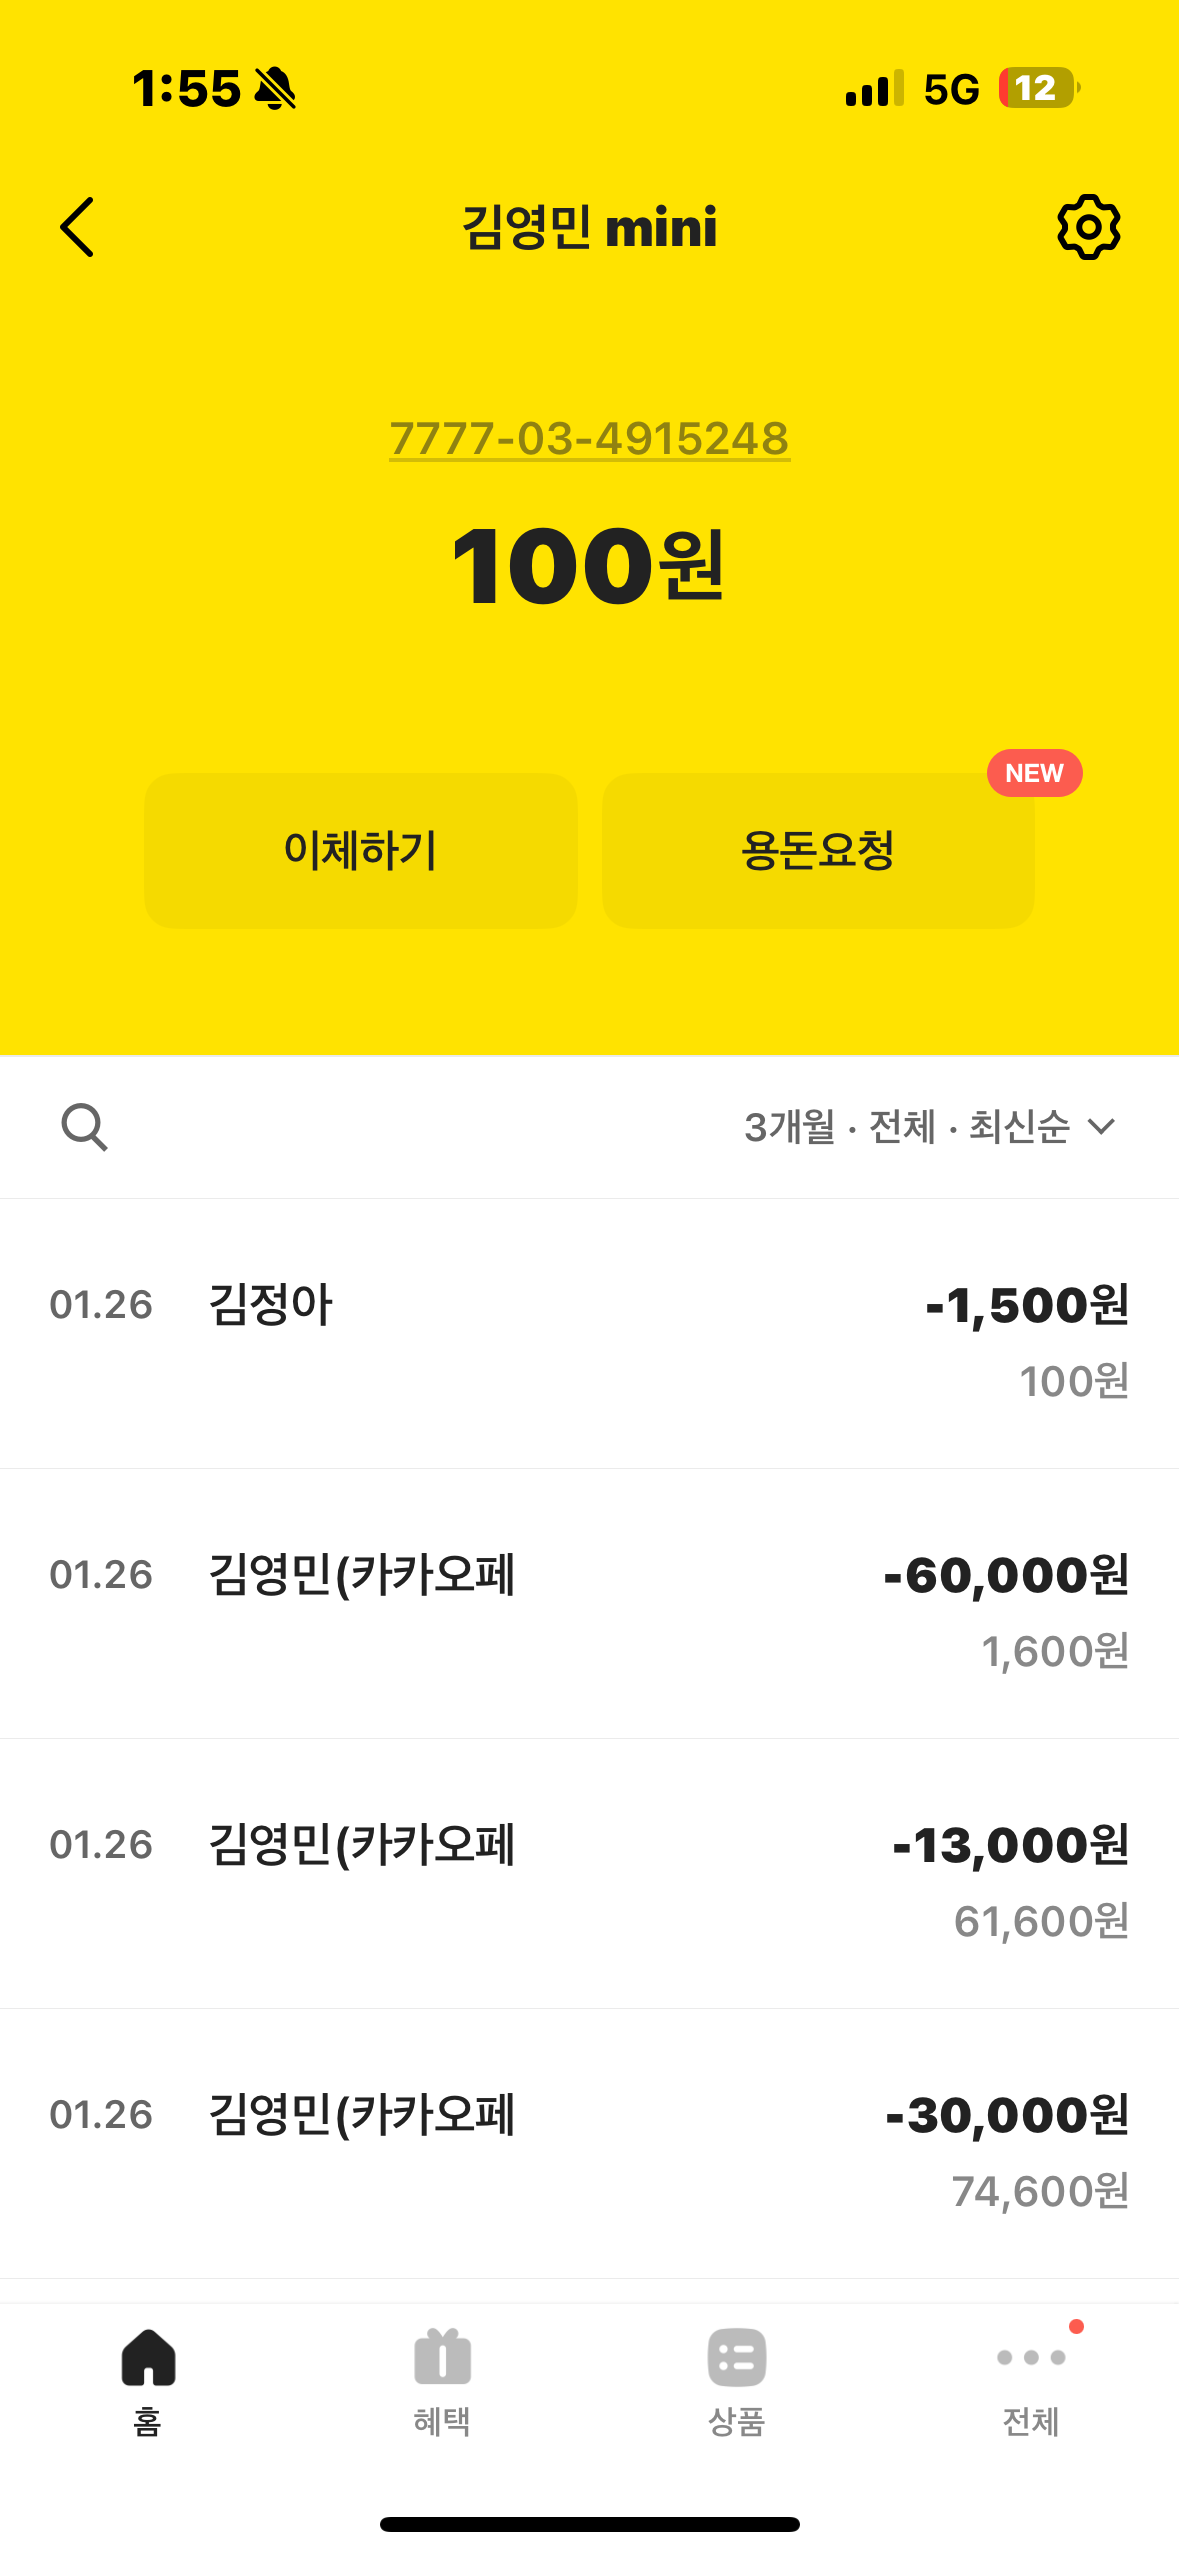 1:55
5G
12
김영민 mini
7777-03-4915248
100원
NEW
이체하기
용돈요청
3개월 · 전체 · 최신순
01.26 김정아 -1,500원
100원
01.26 김영민(카카오페 -60,000원
1,600원
01.26 김영민(카카오페 -13,000원
61,600원
01.26 김영민(카카오페 -30,000원
74,600원
홈
혜택
상품
전체